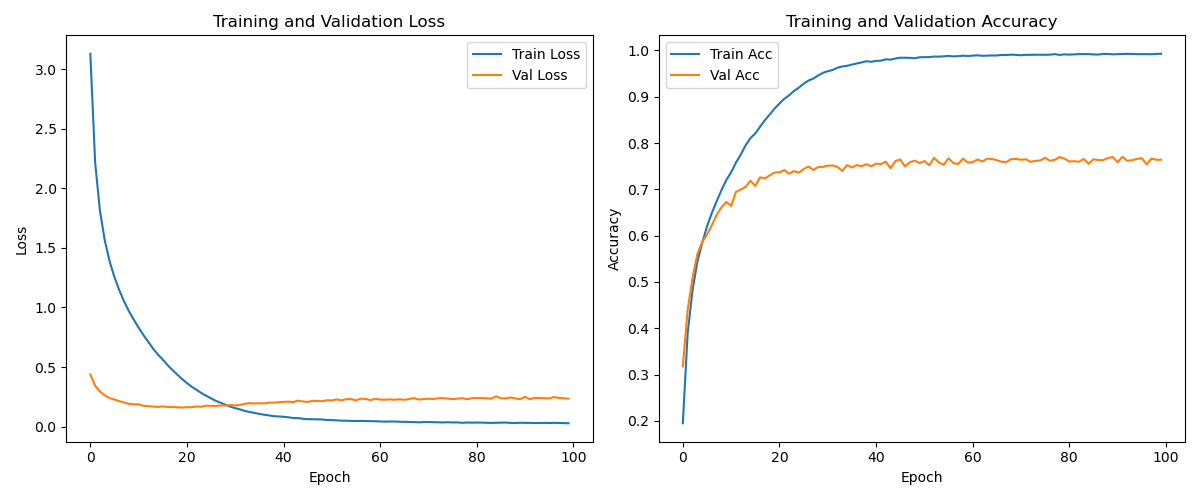 Training and Validation Loss
Train Loss
Val Loss
3.0
2.5
2.0
1.5
1.0
0.5
0.0
Loss
0 20 40 60 80 100
Epoch
Training and Validation Accuracy
Train Acc
Val Acc
1.0
0.9
0.8
0.7
0.6
0.5
0.4
0.3
0.2
Accuracy
0 20 40 60 80 100
Epoch